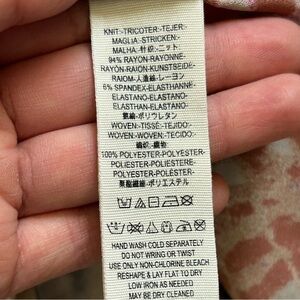 KNIT:-TRICOTER:-TEJER:-
MAGLIA:-STRICKEN:-
MALHA:-针织:-ニット:-
94% RAYON-RAYONNE-
RAYÓN-RAION-KUNSTSEIDE-
RAIOM-人造丝-レーヨン
6% SPANDEX-ELASTHANNE-
ELASTANO-ELASTANO-
ELASTHAN-ELASTANO-
氨纶-ポリウレタン
WOVEN:-TISSÉ:-TEJIDO:-
WOVEN:-WOVEN:-TECIDO:-
梭织:-織物
100% POLYESTER-POLYESTER-
POLIESTER-POLIESTERE-
POLYESTER-POLIÉSTER-
聚酯纤维-ポリエステル
HAND WASH COLD SEPARATELY
DO NOT WRING OR TWIST
USE ONLY NON-CHLORINE BLEACH
RESHAPE & LAY FLAT TO DRY
LOW IRON AS NEEDED
MAY BE DRY CLEANED